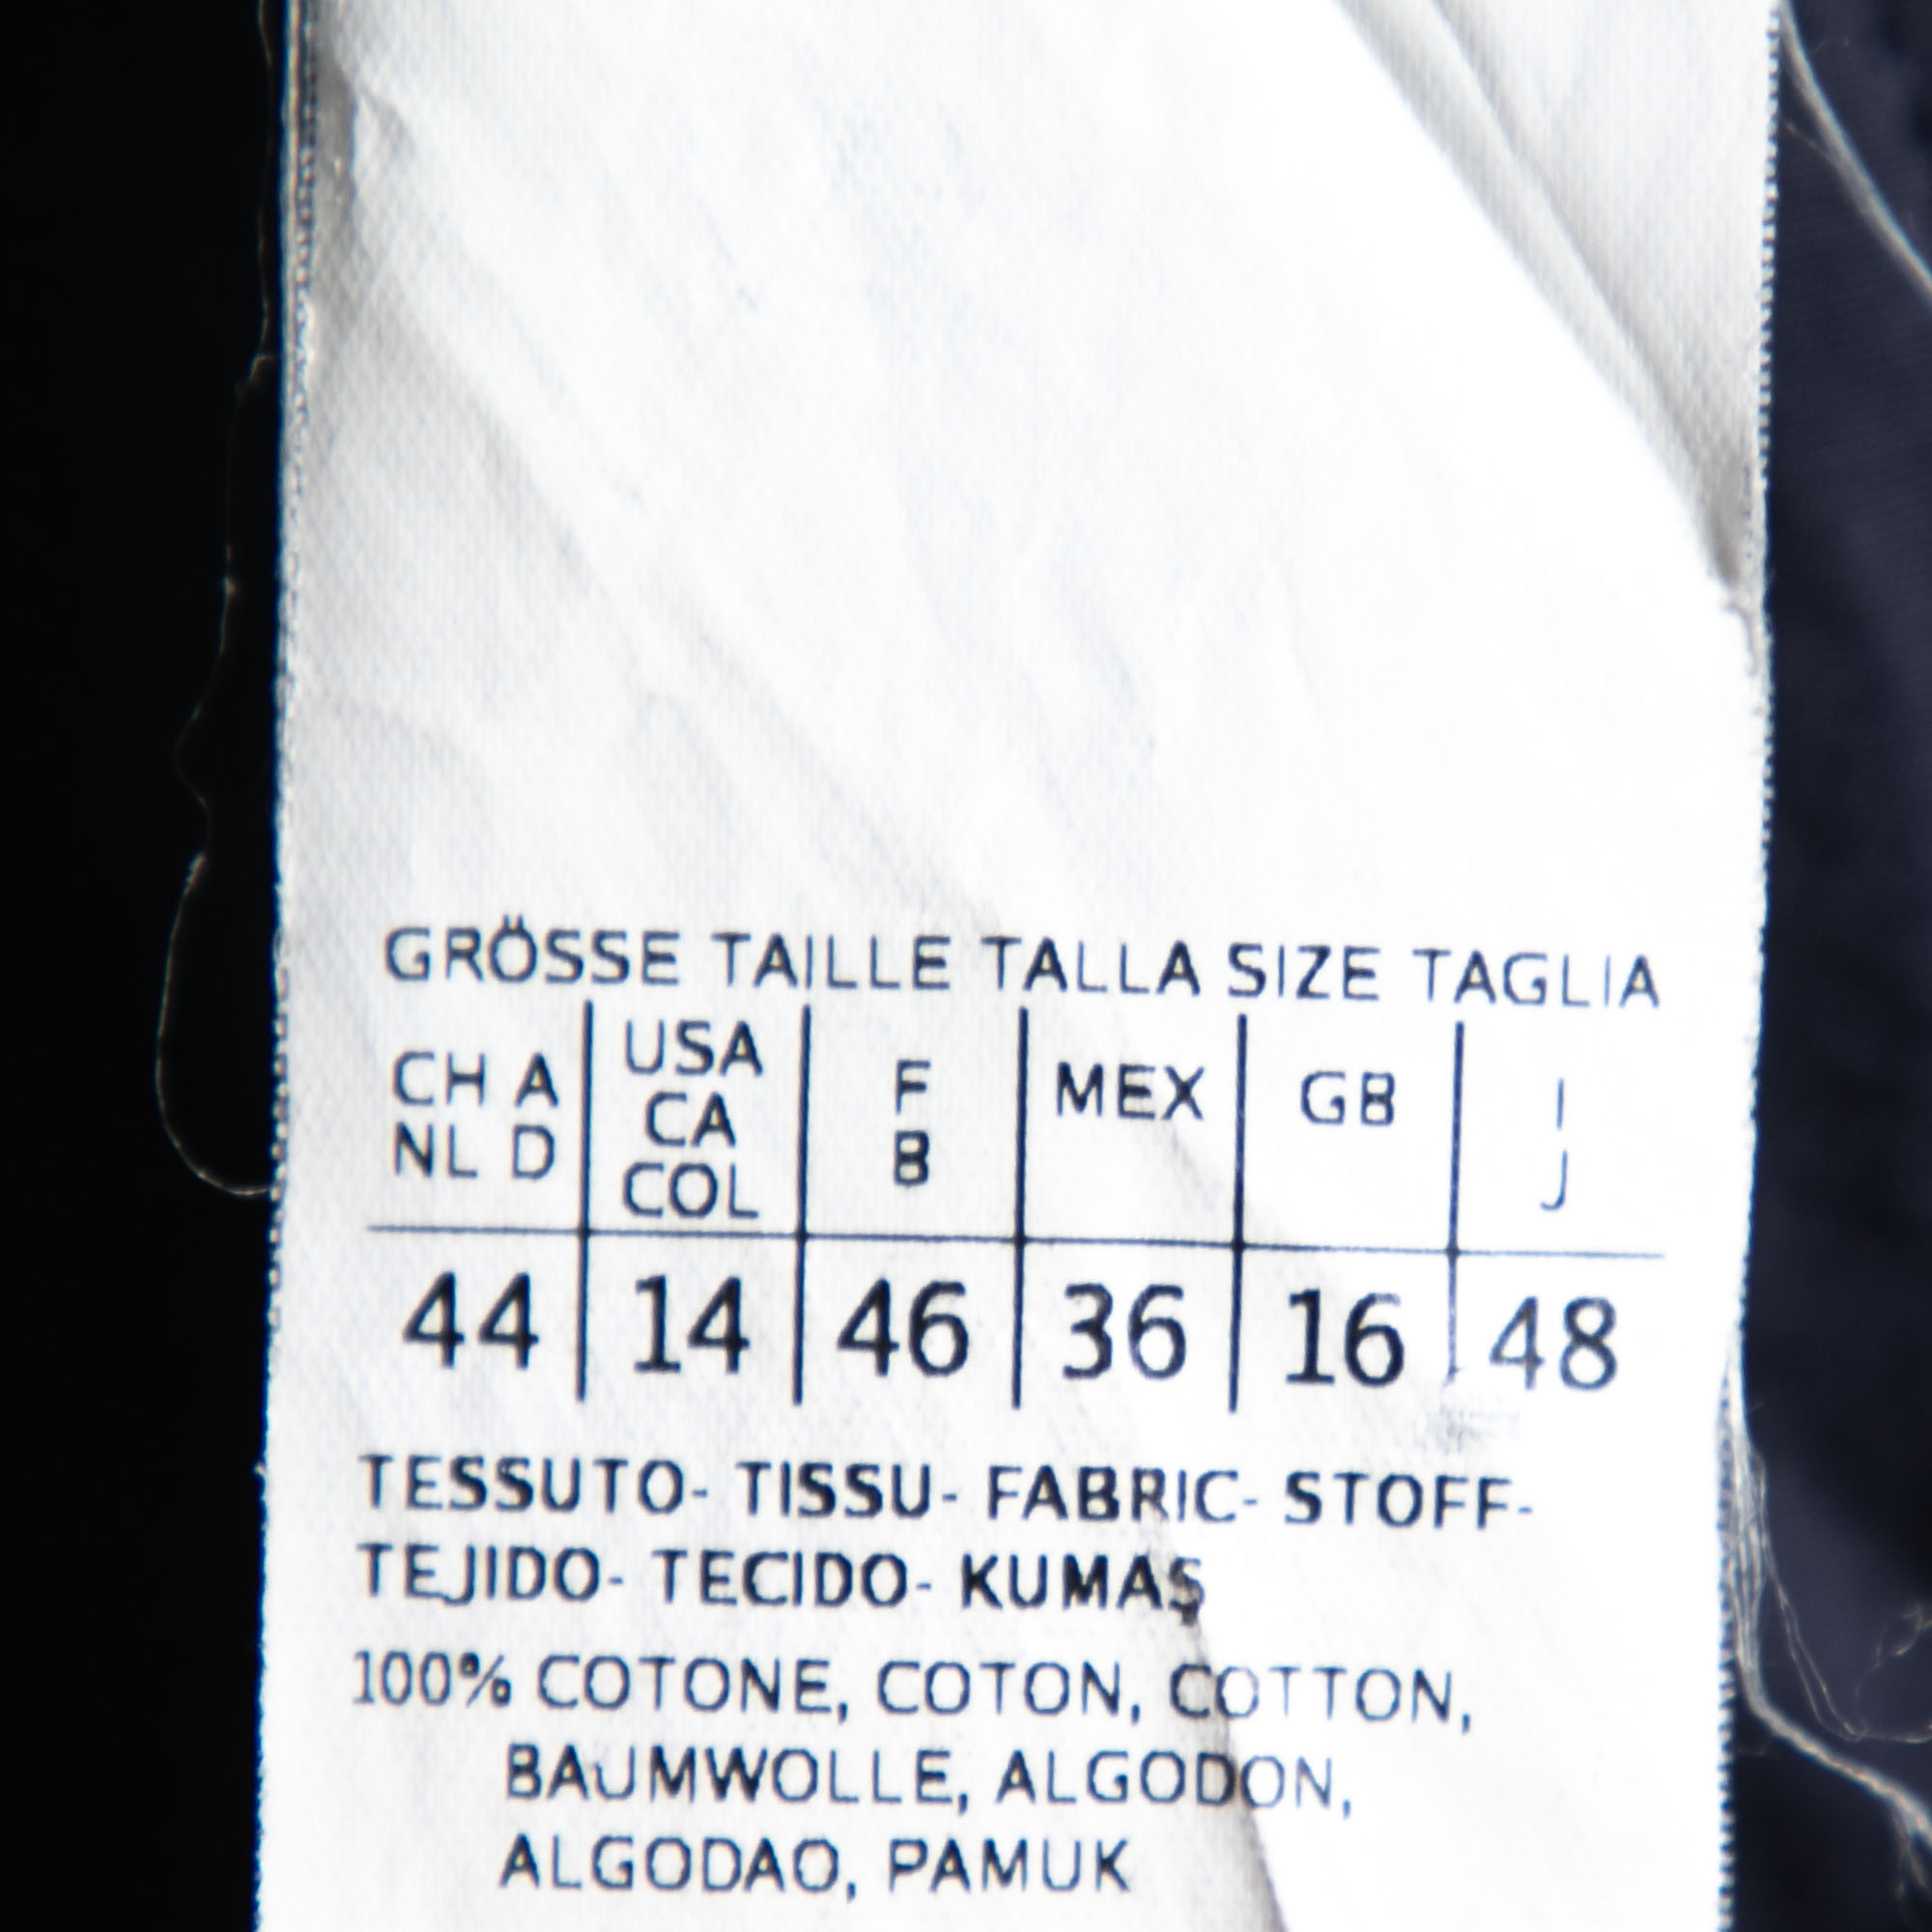 GRÖSSE TAILLE TALLA SIZE TAGLIA
CH A NL D
USA CA COL
F B
MEX
GB
I J
44 14 46 36 16 48
TESSUTO- TISSU- FABRIC- STOFF-
TEJIDO- TECIDO- KUMAŞ
100% COTONE, COTON, COTTON,
BAUMWOLLE, ALGODON,
ALGODAO, PAMUK